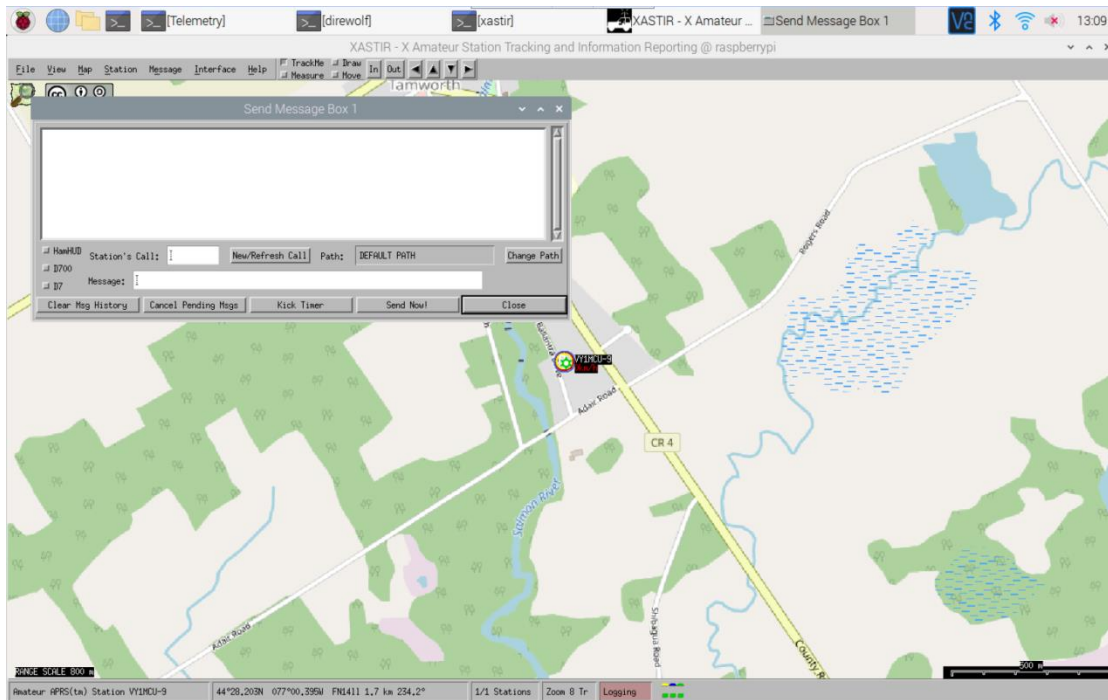 [Telemetry]
[direwolf]
[xastir]
XASTIR - X Amateur ...
Send Message Box 1
13:09
XASTIR - X Amateur Station Tracking and Information Reporting @ raspberrypi
File View Map Station Message Interface Help
TrackMe Draw
Measure Move
In Out
Tamworth
Send Message Box 1
HamHUD
Station's Call:
New/Refresh Call
Path:
DEFAULT PATH
Change Path
D700
D7
Message:
Clear Msg History
Cancel Pending Msgs
Kick Timer
Send Now!
Close
Rogers Road
VY1MCU-9
Adair Road
CR 4
Salmon River
Adair Road
Shibagua Road
County R
RANGE SCALE 800 m
500 m
Amateur APRS(tm) Station VY1MCU-9
44°28,203N 077°00,395W FN14ll 1,7 km 234,2°
1/1 Stations
Zoom 8 Tr
Logging